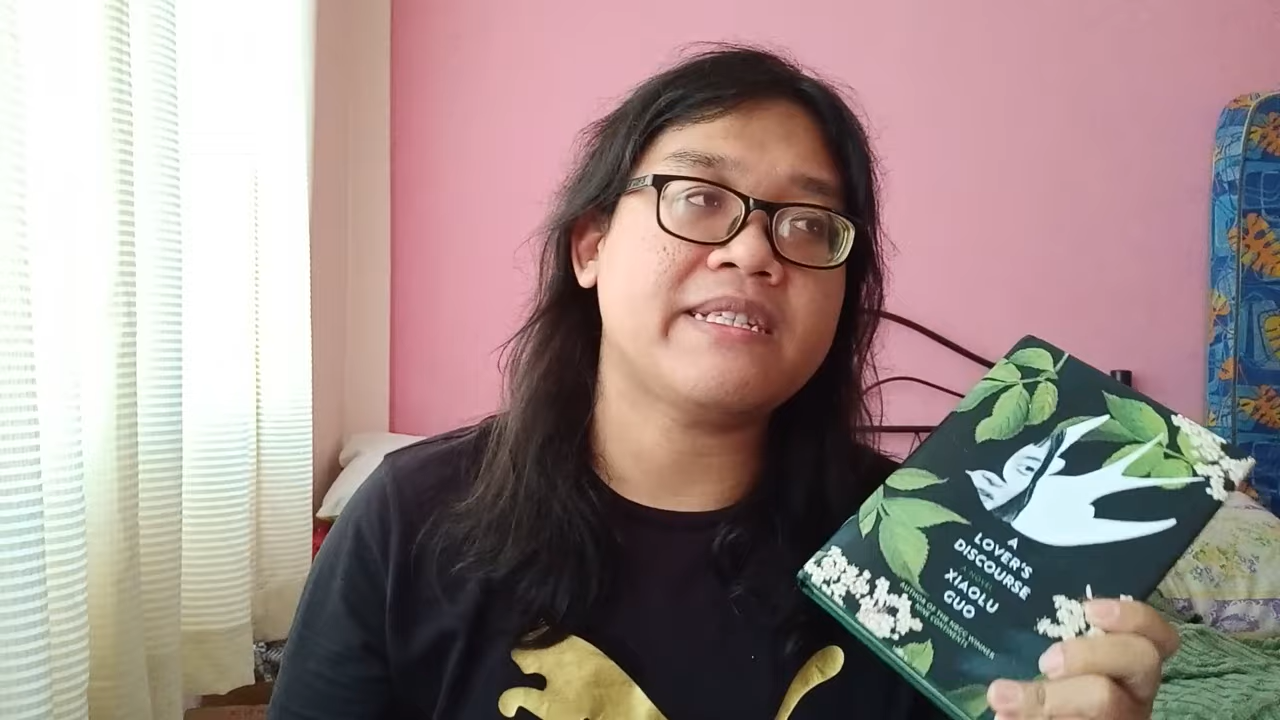 A
LOVER'S
DISCOURSE
A NOVEL
XIAOLU
GUO
AUTHOR OF THE NBCC WINNER
NINE CONTINENTS